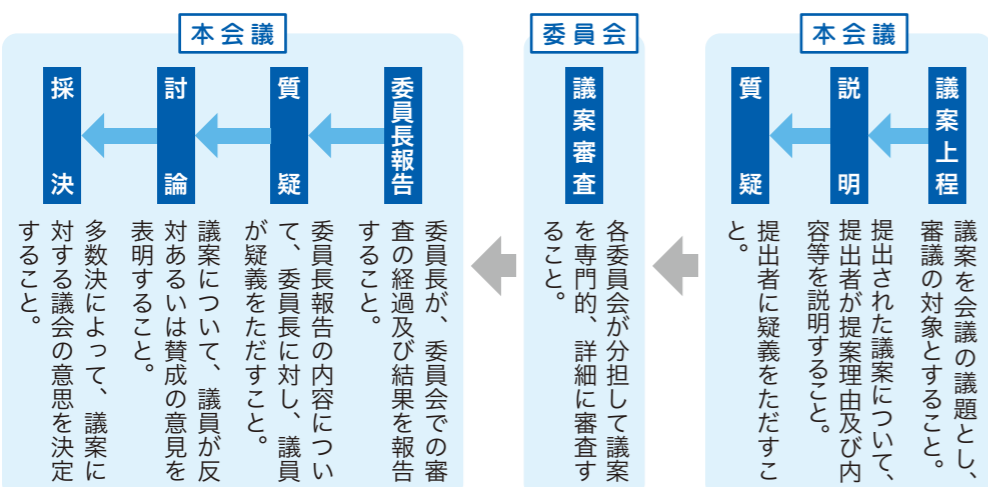 本会議
議案上程
議案を会議の議題とし、
審議の対象とすること。
説明
提出された議案について、
提出者が提案理由及び内
容等を説明すること。
質疑
提出者に疑義をただすこ
と。
委員会
議案審査
各委員会が分担して議案
を専門的、詳細に審査す
ること。
本会議
委員長報告
委員長が、委員会での審
査の経過及び結果を報告
すること。
質疑
委員長報告の内容につい
て、委員長に対し、議員
が疑義をただすこと。
討論
議案について、議員が反
対あるいは賛成の意見を
表明すること。
採決
多数決によって、議案に
対する議会の意思を決定
すること。